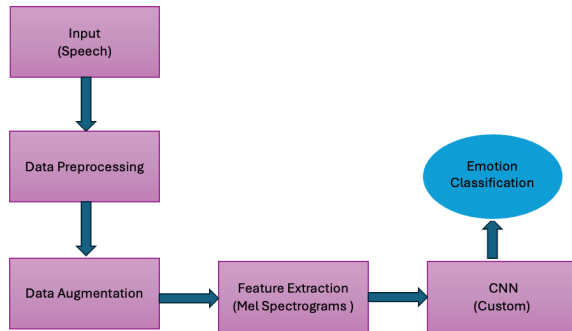 Input
(Speech)
Data Preprocessing
Data Augmentation
Feature Extraction
(Mel Spectrograms )
CNN
(Custom)
Emotion
Classification